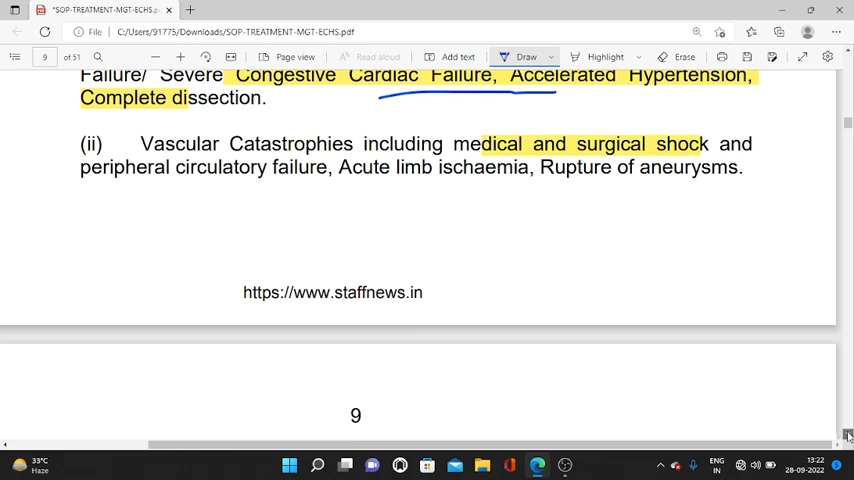 *SOP-TREATMENT-MGT-ECHS.p
File C:/Users/91775/Downloads/SOP-TREATMENT-MGT-ECHS.pdf
9 of 51 Page view Read aloud Add text Draw Highlight Erase
Failure/ Severe Congestive Cardiac Failure, Accelerated Hypertension,
Complete dissection.
(ii) Vascular Catastrophies including medical and surgical shock and
peripheral circulatory failure, Acute limb ischaemia, Rupture of aneurysms.
https://www.staffnews.in
9
33°C
Haze
ENG
IN
13:22
28-09-2022